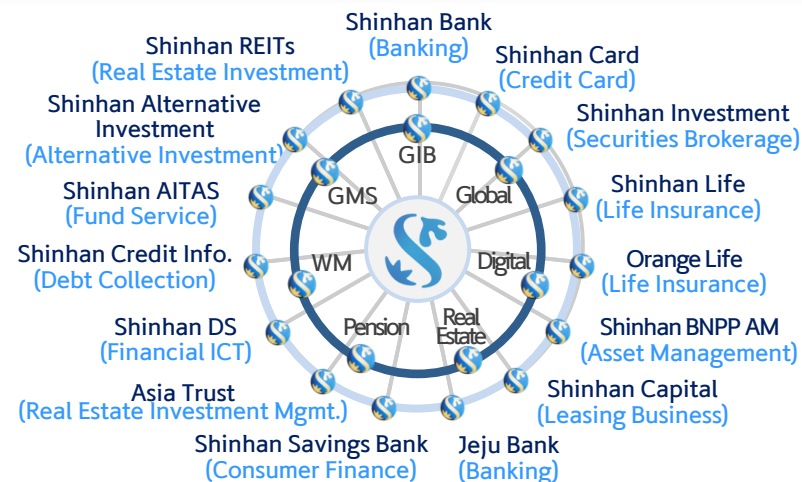 Shinhan Bank
(Banking)
Shinhan Card
(Credit Card)
Shinhan Investment
(Securities Brokerage)
Shinhan Life
(Life Insurance)
Orange Life
(Life Insurance)
Shinhan BNPP AM
(Asset Management)
Shinhan Capital
(Leasing Business)
Jeju Bank
(Banking)
Shinhan Savings Bank
(Consumer Finance)
Asia Trust
(Real Estate Investment Mgmt.)
Shinhan DS
(Financial ICT)
Shinhan Credit Info.
(Debt Collection)
Shinhan AITAS
(Fund Service)
Shinhan Alternative
Investment
(Alternative Investment)
Shinhan REITs
(Real Estate Investment)
GIB
Global
Digital
Real
Estate
Pension
WM
GMS